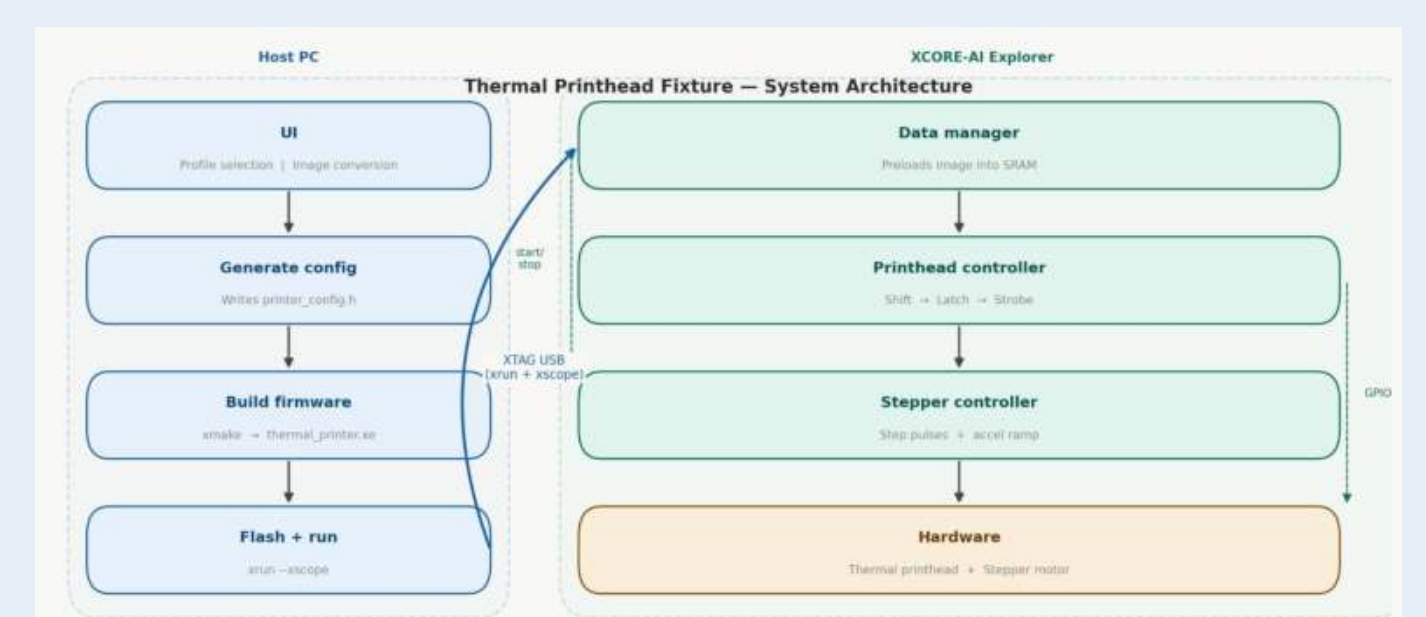 Host PC
XCORE-AI Explorer
Thermal Printhead Fixture — System Architecture
UI
Profile selection | Image conversion
Generate config
Writes printer_config.h
Build firmware
xmake → thermal_printer.xe
Flash + run
xrun --xscope
start/
stop
XTAG USB
(xrun + xscope)
Data manager
Preloads image into SRAM
Printhead controller
Shift → Latch → Strobe
Stepper controller
Step pulses + accel ramp
GPIO
Hardware
Thermal printhead + Stepper motor